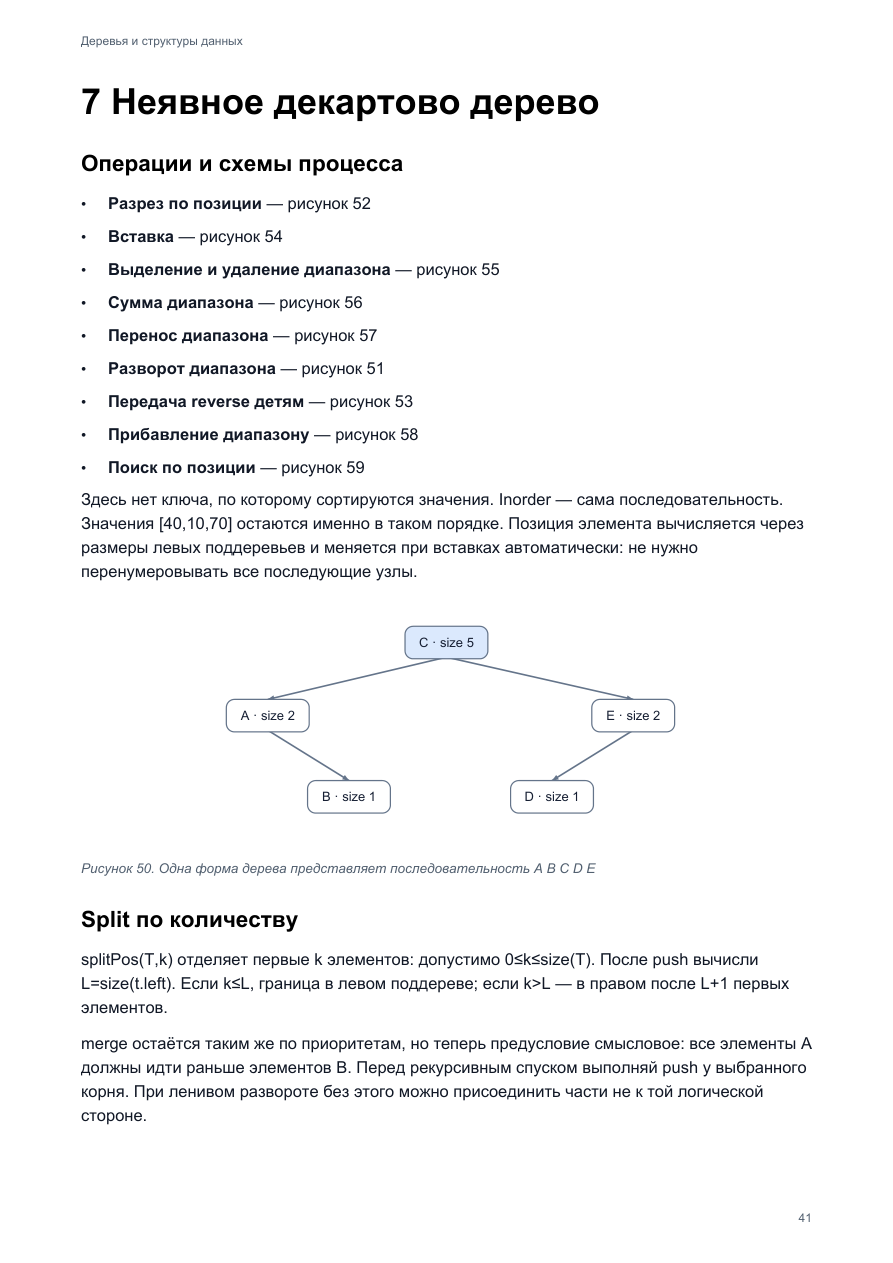 Деревья и структуры данных
7 Неявное декартово дерево
Операции и схемы процесса
• Разрез по позиции — рисунок 52
• Вставка — рисунок 54
• Выделение и удаление диапазона — рисунок 55
• Сумма диапазона — рисунок 56
• Перенос диапазона — рисунок 57
• Разворот диапазона — рисунок 51
• Передача reverse детям — рисунок 53
• Прибавление диапазону — рисунок 58
• Поиск по позиции — рисунок 59
Здесь нет ключа, по которому сортируются значения. Inorder — сама последовательность.
Значения [40,10,70] остаются именно в таком порядке. Позиция элемента вычисляется через
размеры левых поддеревьев и меняется при вставках автоматически: не нужно
перенумеровывать все последующие узлы.
C · size 5
A · size 2
E · size 2
B · size 1
D · size 1
Рисунок 50. Одна форма дерева представляет последовательность A B C D E
Split по количеству
splitPos(T,k) отделяет первые k элементов: допустимо 0≤k≤size(T). После push вычисли
L=size(t.left). Если k≤L, граница в левом поддереве; если k>L — в правом после L+1 первых
элементов.
merge остаётся таким же по приоритетам, но теперь предусловие смысловое: все элементы A
должны идти раньше элементов B. Перед рекурсивным спуском выполняй push у выбранного
корня. При ленивом развороте без этого можно присоединить части не к той логической
стороне.
41